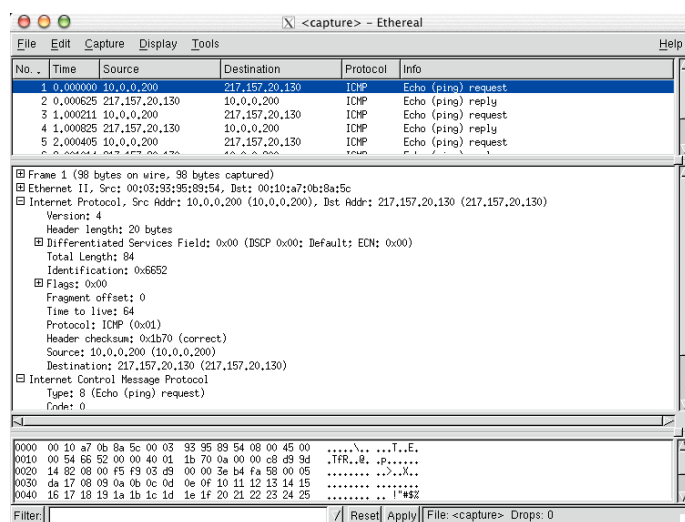 <capture> - Ethereal
File Edit Capture Display Tools Help
No. . Time Source Destination Protocol Info
1 0.000000 10.0.0.200 217.157.20.130 ICMP Echo (ping) request
2 0.000625 217.157.20.130 10.0.0.200 ICMP Echo (ping) reply
3 1.000211 10.0.0.200 217.157.20.130 ICMP Echo (ping) request
4 1.000825 217.157.20.130 10.0.0.200 ICMP Echo (ping) reply
5 2.000405 10.0.0.200 217.157.20.130 ICMP Echo (ping) request
Frame 1 (98 bytes on wire, 98 bytes captured)
Ethernet II, Src: 00:03:93:95:89:54, Dst: 00:10:a7:0b:8a:5c
Internet Protocol, Src Addr: 10.0.0.200 (10.0.0.200), Dst Addr: 217.157.20.130 (217.157.20.130)
Version: 4
Header length: 20 bytes
Differentiated Services Field: 0x00 (DSCP 0x00: Default; ECN: 0x00)
Total Length: 84
Identification: 0x6652
Flags: 0x00
Fragment offset: 0
Time to live: 64
Protocol: ICMP (0x01)
Header checksum: 0x1b70 (correct)
Source: 10.0.0.200 (10.0.0.200)
Destination: 217.157.20.130 (217.157.20.130)
Internet Control Message Protocol
Type: 8 (Echo (ping) request)
Code: 0
0000 00 10 a7 0b 8a 5c 00 03 93 95 89 54 08 00 45 00 .....\.. ...T..E.
0010 00 54 66 52 00 00 40 01 1b 70 0a 00 00 c8 d9 9d .TfR..@. .p......
0020 14 82 08 00 f5 f9 03 d9 00 00 3e b4 fa 58 00 05 ........ ..>..X..
0030 da 17 08 09 0a 0b 0c 0d 0e 0f 10 11 12 13 14 15 ........ ........
0040 16 17 18 19 1a 1b 1c 1d 1e 1f 20 21 22 23 24 25 ........ .. !"#$%
Filter: / Reset Apply File: <capture> Drops: 0